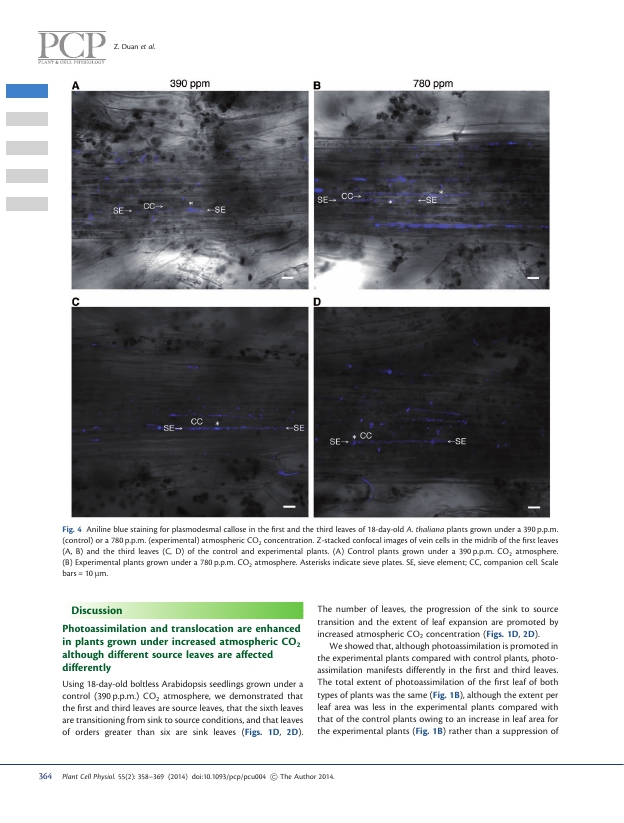 PCP
PLANT & CELL PHYSIOLOGY
Z. Duan et al.
A
390 ppm
B
780 ppm
SE→
CC→
*
←SE
SE→
CC→
*
*
←SE
C
D
SE→
CC
*
←SE
SE→
*
CC
←SE
Fig. 4 Aniline blue staining for plasmodesmal callose in the first and the third leaves of 18-day-old A. thaliana plants grown under a 390 p.p.m.
(control) or a 780 p.p.m. (experimental) atmospheric CO₂ concentration. Z-stacked confocal images of vein cells in the midrib of the first leaves
(A, B) and the third leaves (C, D) of the control and experimental plants. (A) Control plants grown under a 390 p.p.m. CO₂ atmosphere.
(B) Experimental plants grown under a 780 p.p.m. CO₂ atmosphere. Asterisks indicate sieve plates. SE, sieve element; CC, companion cell. Scale
bars = 10 μm.
Discussion
Photoassimilation and translocation are enhanced
in plants grown under increased atmospheric CO₂
although different source leaves are affected
differently
Using 18-day-old boltless Arabidopsis seedlings grown under a
control (390 p.p.m.) CO₂ atmosphere, we demonstrated that
the first and third leaves are source leaves, that the sixth leaves
are transitioning from sink to source conditions, and that leaves
of orders greater than six are sink leaves (Figs. 1D, 2D).
The number of leaves, the progression of the sink to source
transition and the extent of leaf expansion are promoted by
increased atmospheric CO₂ concentration (Figs. 1D, 2D).
We showed that, although photoassimilation is promoted in
the experimental plants compared with control plants, photo-
assimilation manifests differently in the first and third leaves.
The total extent of photoassimilation of the first leaf of both
types of plants was the same (Fig. 1B), although the extent per
leaf area was less in the experimental plants compared with
that of the control plants owing to an increase in leaf area for
the experimental plants (Fig. 1B) rather than a suppression of
364 Plant Cell Physiol. 55(2): 358–369 (2014) doi:10.1093/pcp/pcu004 © The Author 2014.